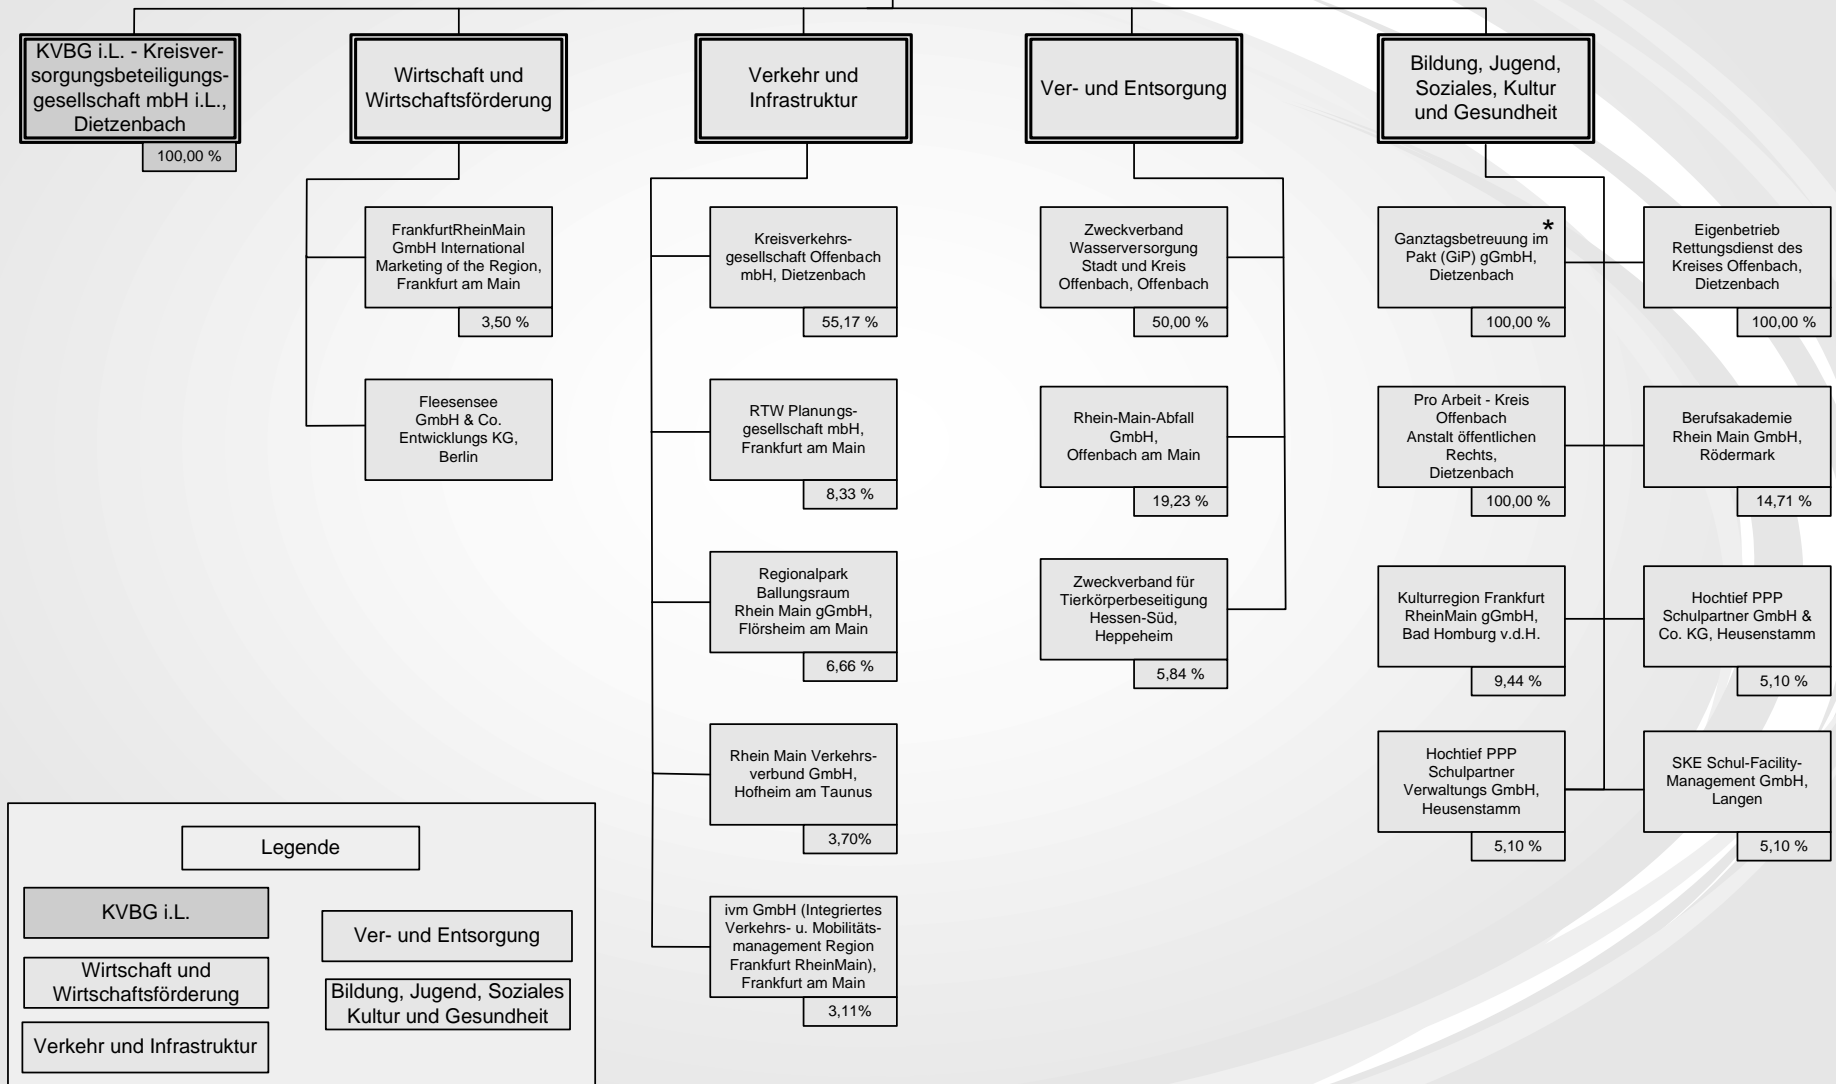 KVBG i.L. - Kreisver-
sorgungsbeteiligungs-
gesellschaft mbH i.L.,
Dietzenbach
100,00 %
Wirtschaft und
Wirtschaftsförderung
FrankfurtRheinMain
GmbH International
Marketing of the Region,
Frankfurt am Main
3,50 %
Fleesensee
GmbH & Co.
Entwicklungs KG,
Berlin
Verkehr und
Infrastruktur
Kreisverkehrs-
gesellschaft Offenbach
mbH, Dietzenbach
55,17 %
RTW Planungs-
gesellschaft mbH,
Frankfurt am Main
8,33 %
Regionalpark
Ballungsraum
Rhein Main gGmbH,
Flörsheim am Main
6,66 %
Rhein Main Verkehrs-
verbund GmbH,
Hofheim am Taunus
3,70%
ivm GmbH (Integriertes
Verkehrs- u. Mobilitäts-
management Region
Frankfurt RheinMain),
Frankfurt am Main
3,11%
Ver- und Entsorgung
Zweckverband
Wasserversorgung
Stadt und Kreis
Offenbach, Offenbach
50,00 %
Rhein-Main-Abfall
GmbH,
Offenbach am Main
19,23 %
Zweckverband für
Tierkörperbeseitigung
Hessen-Süd,
Heppeheim
5,84 %
Bildung, Jugend,
Soziales, Kultur
und Gesundheit
*
Ganztagsbetreuung im
Pakt (GiP) gGmbH,
Dietzenbach
100,00 %
Eigenbetrieb
Rettungsdienst des
Kreises Offenbach,
Dietzenbach
100,00 %
Pro Arbeit - Kreis
Offenbach
Anstalt öffentlichen
Rechts,
Dietzenbach
100,00 %
Berufsakademie
Rhein Main GmbH,
Rödermark
14,71 %
Kulturregion Frankfurt
RheinMain gGmbH,
Bad Homburg v.d.H.
9,44 %
Hochtief PPP
Schulpartner GmbH &
Co. KG, Heusenstamm
5,10 %
Hochtief PPP
Schulpartner
Verwaltungs GmbH,
Heusenstamm
5,10 %
SKE Schul-Facility-
Management GmbH,
Langen
5,10 %
Legende
KVBG i.L.
Wirtschaft und
Wirtschaftsförderung
Verkehr und Infrastruktur
Ver- und Entsorgung
Bildung, Jugend, Soziales
Kultur und Gesundheit